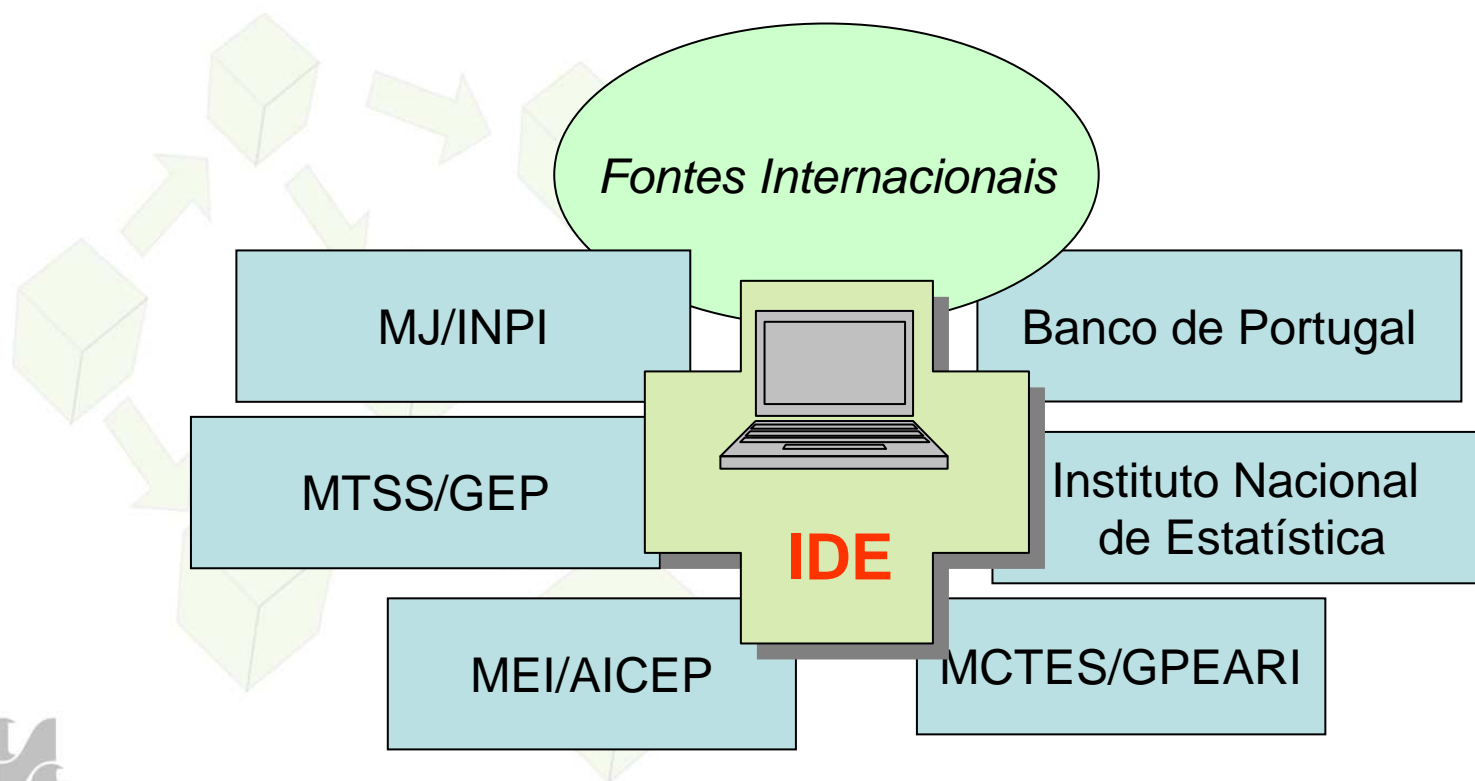 Fontes Internacionais
MJ/INPI
Banco de Portugal
MTSS/GEP
Instituto Nacional
de Estatística
IDE
MEI/AICEP
MCTES/GPEARI